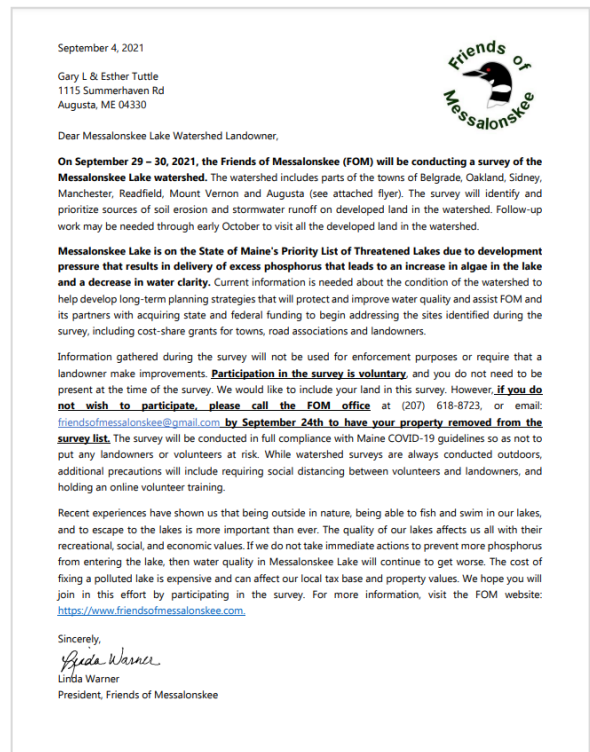 September 4, 2021
Friends of
Messalonskee
Gary L & Esther Tuttle
1115 Summerhaven Rd
Augusta, ME 04330
Dear Messalonskee Lake Watershed Landowner,
On September 29 – 30, 2021, the Friends of Messalonskee (FOM) will be conducting a survey of the
Messalonskee Lake watershed. The watershed includes parts of the towns of Belgrade, Oakland, Sidney,
Manchester, Readfield, Mount Vernon and Augusta (see attached flyer). The survey will identify and
prioritize sources of soil erosion and stormwater runoff on developed land in the watershed. Follow-up
work may be needed through early October to visit all the developed land in the watershed.
Messalonskee Lake is on the State of Maine's Priority List of Threatened Lakes due to development
pressure that results in delivery of excess phosphorus that leads to an increase in algae in the lake
and a decrease in water clarity. Current information is needed about the condition of the watershed to
help develop long-term planning strategies that will protect and improve water quality and assist FOM and
its partners with acquiring state and federal funding to begin addressing the sites identified during the
survey, including cost-share grants for towns, road associations and landowners.
Information gathered during the survey will not be used for enforcement purposes or require that a
landowner make improvements. Participation in the survey is voluntary, and you do not need to be
present at the time of the survey. We would like to include your land in this survey. However, if you do
not wish to participate, please call the FOM office at (207) 618-8723, or email:
friendsofmessalonskee@gmail.com by September 24th to have your property removed from the
survey list. The survey will be conducted in full compliance with Maine COVID-19 guidelines so as not to
put any landowners or volunteers at risk. While watershed surveys are always conducted outdoors,
additional precautions will include requiring social distancing between volunteers and landowners, and
holding an online volunteer training.
Recent experiences have shown us that being outside in nature, being able to fish and swim in our lakes,
and to escape to the lakes is more important than ever. The quality of our lakes affects us all with their
recreational, social, and economic values. If we do not take immediate actions to prevent more phosphorus
from entering the lake, then water quality in Messalonskee Lake will continue to get worse. The cost of
fixing a polluted lake is expensive and can affect our local tax base and property values. We hope you will
join in this effort by participating in the survey. For more information, visit the FOM website:
https://www.friendsofmessalonskee.com.
Sincerely,
Linda Warner
Linda Warner
President, Friends of Messalonskee